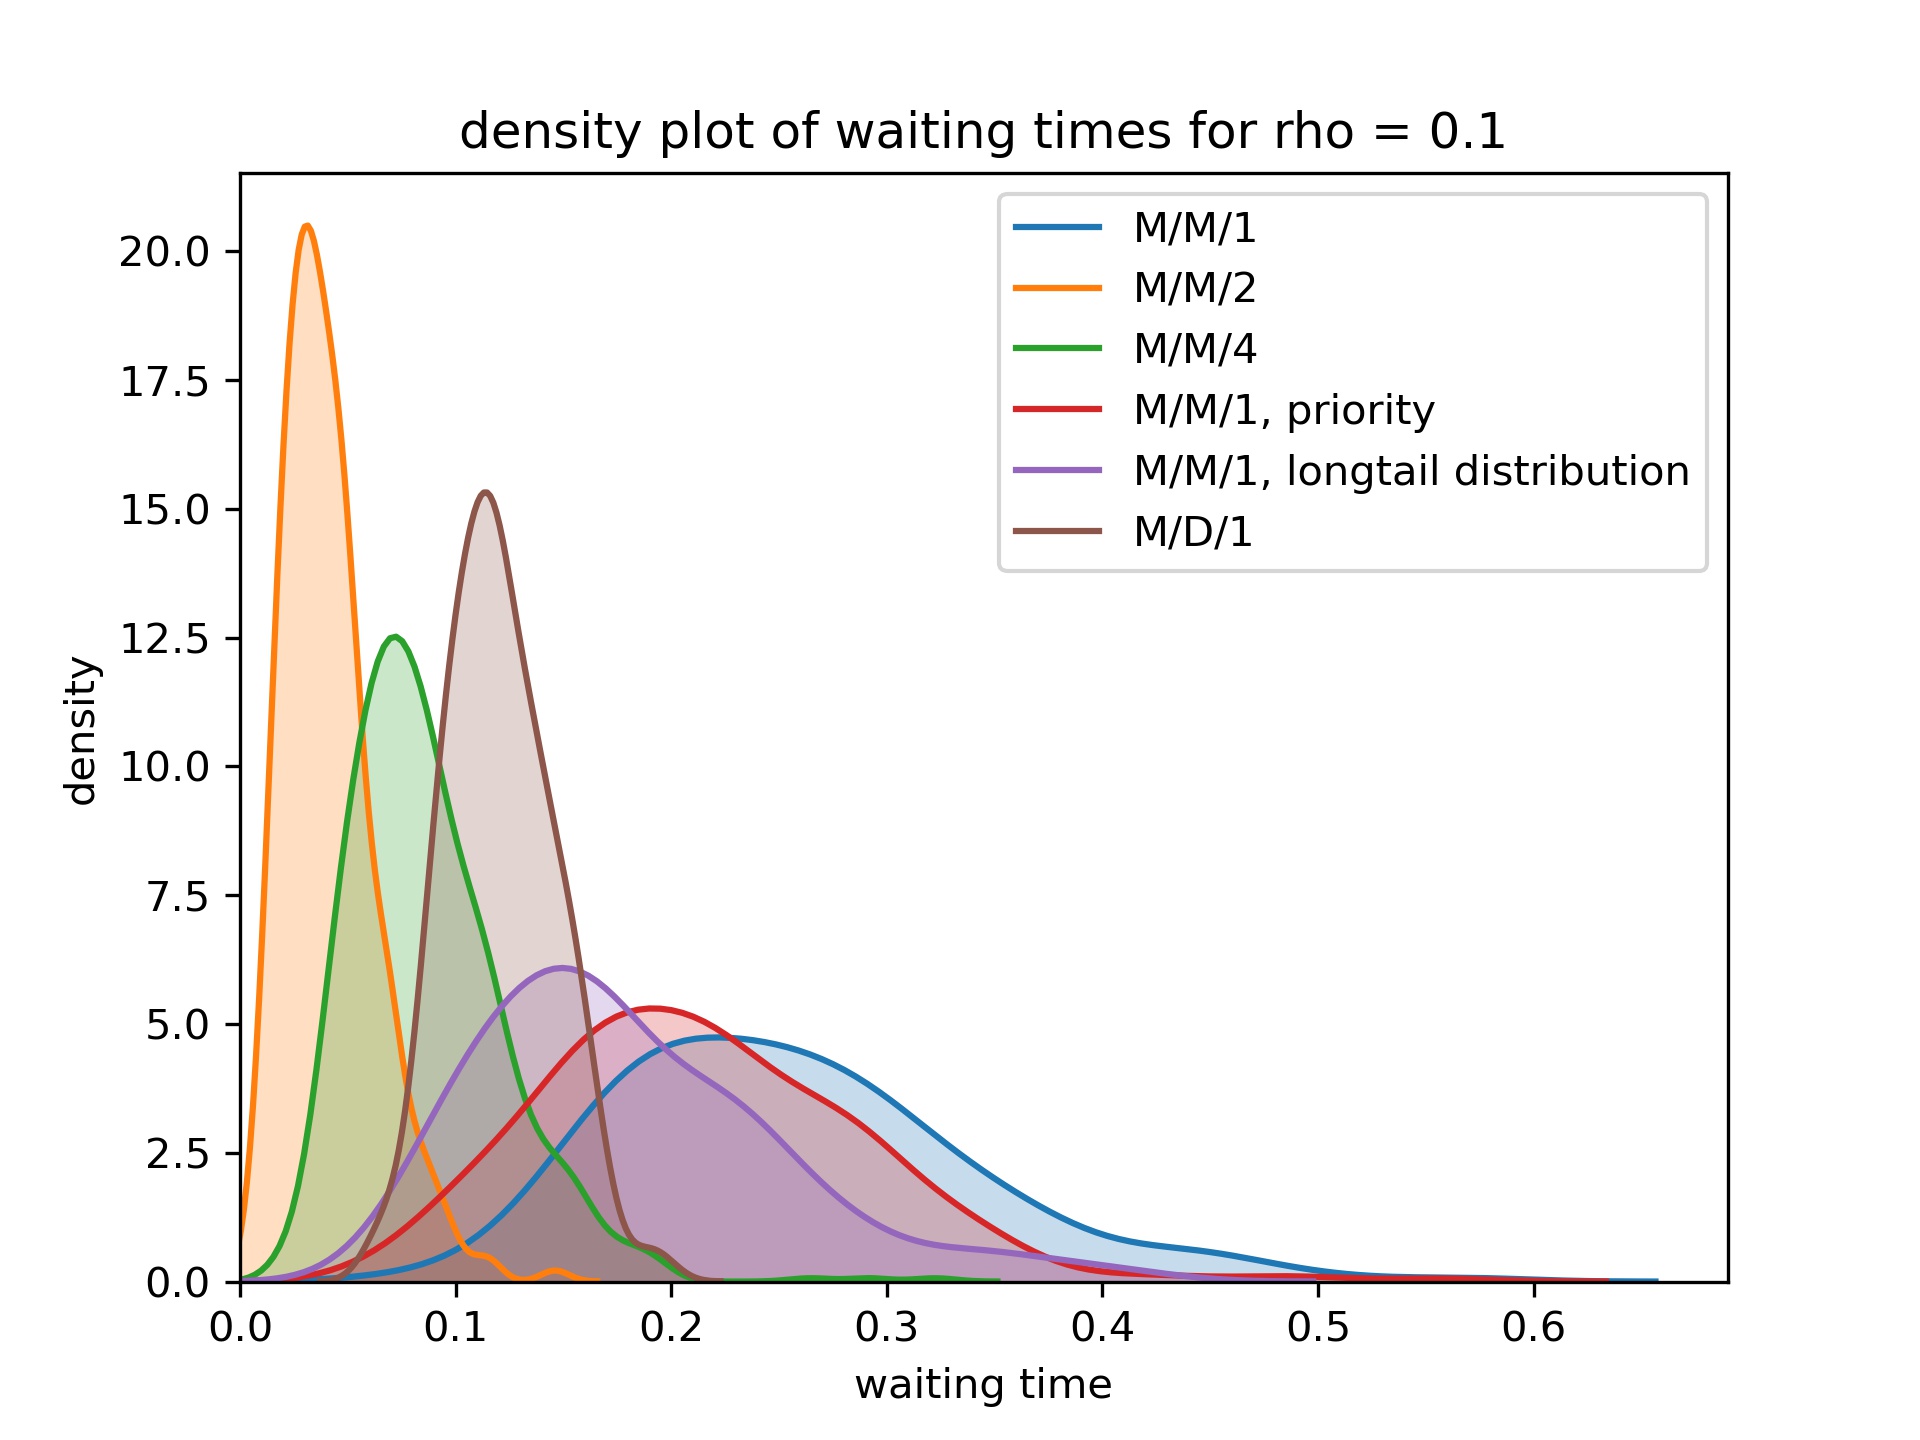 density plot of waiting times for rho = 0.1
M/M/1
M/M/2
M/M/4
M/M/1, priority
M/M/1, longtail distribution
M/D/1
density
20.0
17.5
15.0
12.5
10.0
7.5
5.0
2.5
0.0
0.0 0.1 0.2 0.3 0.4 0.5 0.6
waiting time